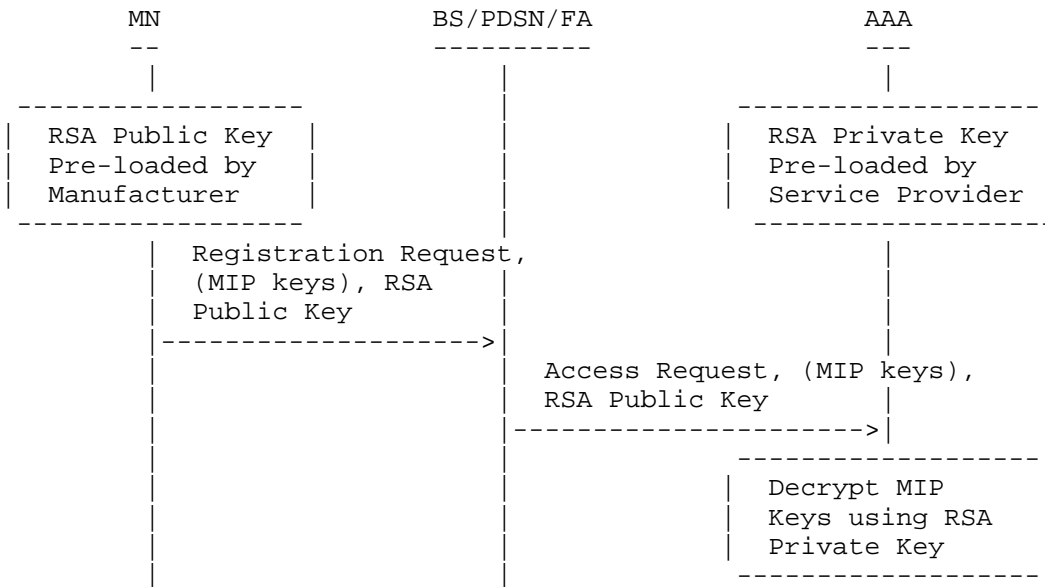 MN BS/PDSN/FA AAA
RSA Public Key RSA Private Key
Pre-loaded by Pre-loaded by
Manufacturer Service Provider
Registration Request,
(MIP keys), RSA
Public Key
Access Request, (MIP keys),
RSA Public Key
Decrypt MIP
Keys using RSA
Private Key